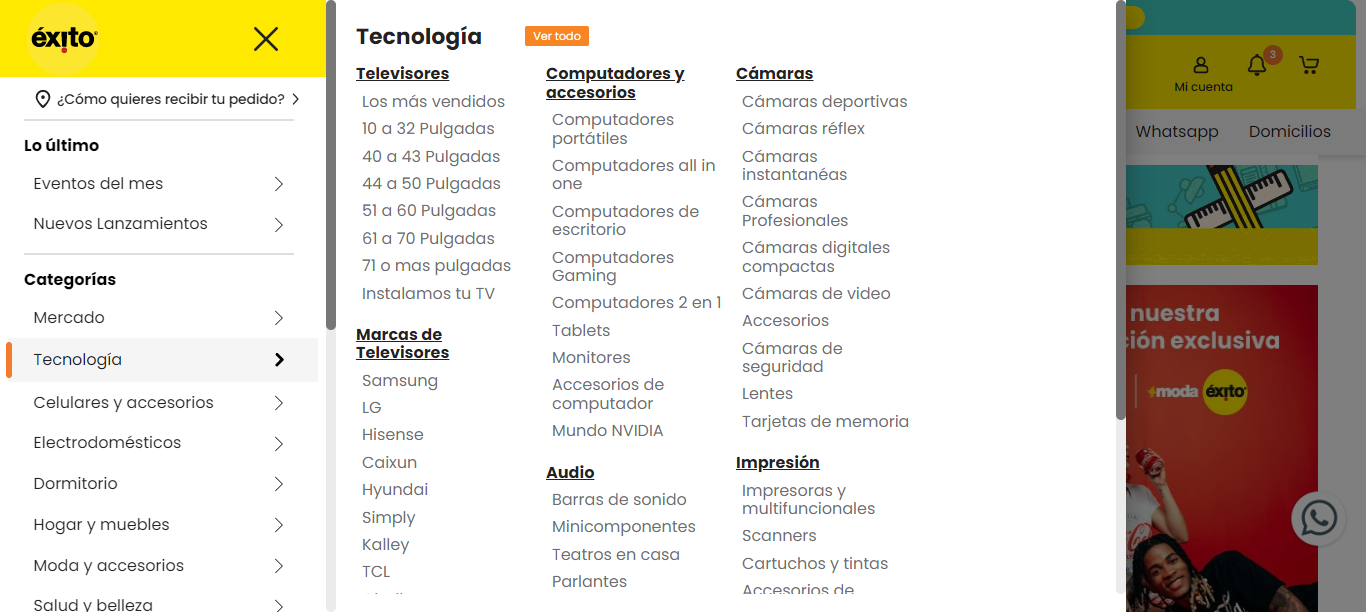 éxito
¿Cómo quieres recibir tu pedido?
Lo último
Eventos del mes
Nuevos Lanzamientos
Categorías
Mercado
Tecnología
Celulares y accesorios
Electrodomésticos
Dormitorio
Hogar y muebles
Moda y accesorios
Salud y belleza
Tecnología
Ver todo
Televisores
Los más vendidos
10 a 32 Pulgadas
40 a 43 Pulgadas
44 a 50 Pulgadas
51 a 60 Pulgadas
61 a 70 Pulgadas
71 o mas pulgadas
Instalamos tu TV
Marcas de
Televisores
Samsung
LG
Hisense
Caixun
Hyundai
Simply
Kalley
TCL
Computadores y
accesorios
Computadores
portátiles
Computadores all in
one
Computadores de
escritorio
Computadores
Gaming
Computadores 2 en 1
Tablets
Monitores
Accesorios de
computador
Mundo NVIDIA
Audio
Barras de sonido
Minicomponentes
Teatros en casa
Parlantes
Cámaras
Cámaras deportivas
Cámaras réflex
Cámaras
instantanéas
Cámaras
Profesionales
Cámaras digitales
compactas
Cámaras de video
Accesorios
Cámaras de
seguridad
Lentes
Tarjetas de memoria
Impresión
Impresoras y
multifuncionales
Scanners
Cartuchos y tintas
Accesorios de
3
Mi cuenta
Whatsapp
Domicilios
nuestra
ión exclusiva
moda éxito